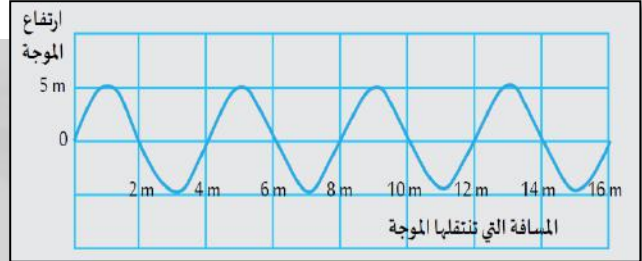 ارتفاع
الموجة
5 m
0
2 m 4 m 6 m 8 m 10 m 12 m 14 m 16 m
المسافة التي تنتقلها الموجة